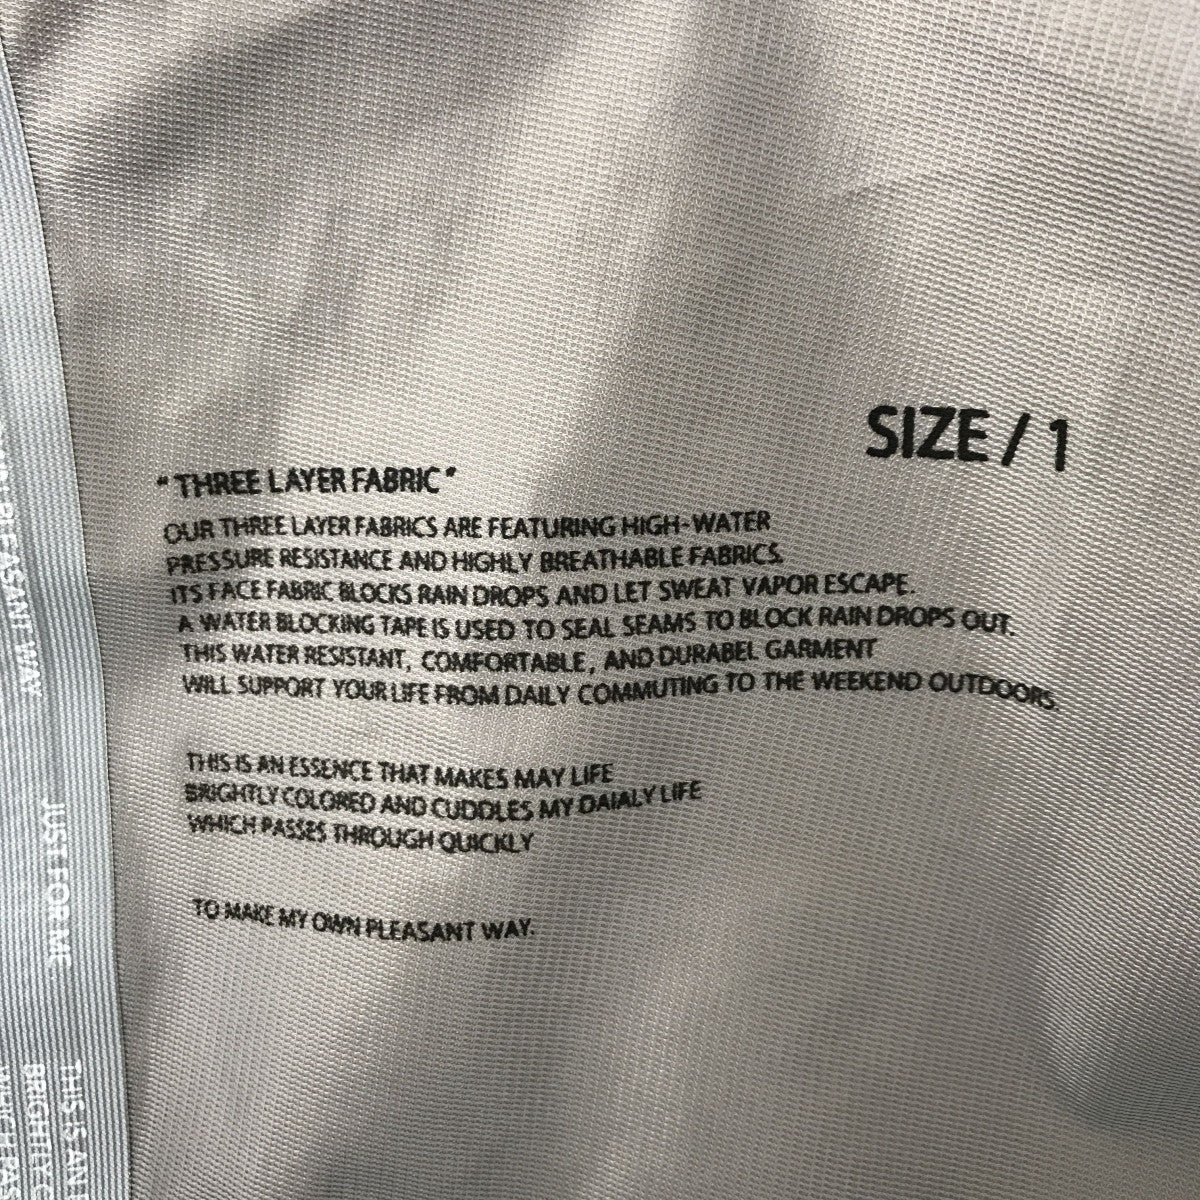 SIZE / 1
"THREE LAYER FABRIC"
OUR THREE LAYER FABRICS ARE FEATURING HIGH-WATER
PRESSURE RESISTANCE AND HIGHLY BREATHABLE FABRICS.
ITS FACE FABRIC BLOCKS RAIN DROPS AND LET SWEAT VAPOR ESCAPE.
A WATER BLOCKING TAPE IS USED TO SEAL SEAMS TO BLOCK RAIN DROPS OUT.
THIS WATER RESISTANT, COMFORTABLE, AND DURABEL GARMENT
WILL SUPPORT YOUR LIFE FROM DAILY COMMUTING TO THE WEEKEND OUTDOORS.
THIS IS AN ESSENCE THAT MAKES MAY LIFE
BRIGHTLY COLORED AND CUDDLES MY DAIALY LIFE
WHICH PASSES THROUGH QUICKLY
TO MAKE MY OWN PLEASANT WAY.
PLEASANT WAY
JUST FOR ME
THIS IS AN
BRIGHTLY C
WHICH PAS